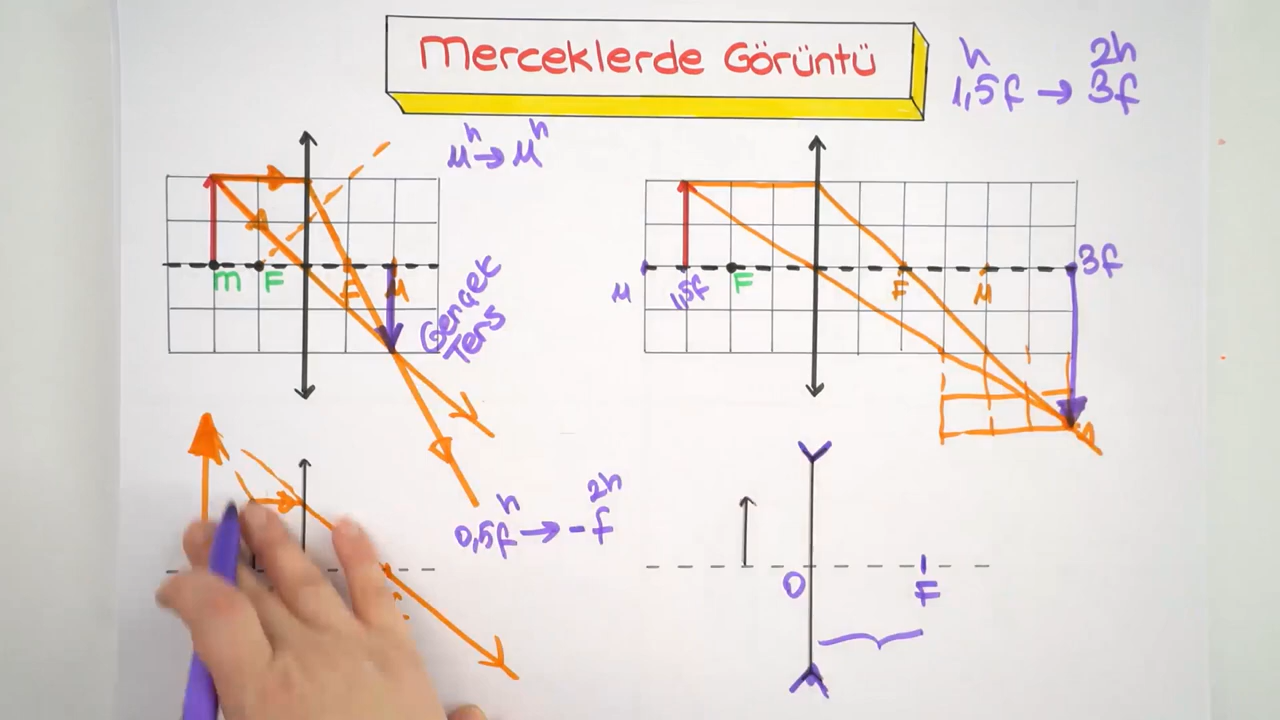 Merceklerde Görüntü
h 2h
1,5f → 3f
h h
M → M
M F F M
Gerçek
Ters
M 1,5f F F M 3f
h 2h
0,5f → -f
O F